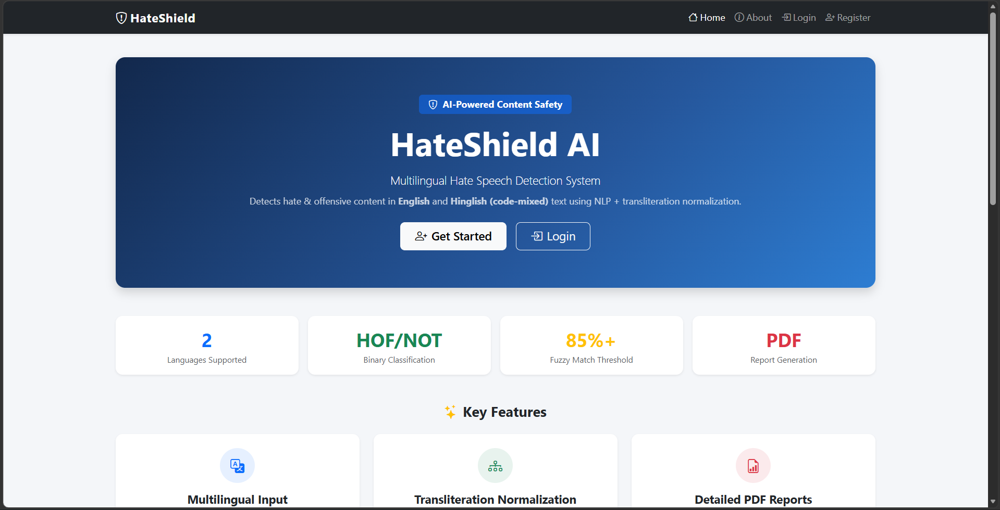 HateShield
Home About Login Register
AI-Powered Content Safety
HateShield AI
Multilingual Hate Speech Detection System
Detects hate & offensive content in English and Hinglish (code-mixed) text using NLP + transliteration normalization.
Get Started Login
2
Languages Supported
HOF/NOT
Binary Classification
85%+
Fuzzy Match Threshold
PDF
Report Generation
Key Features
Multilingual Input
Transliteration Normalization
Detailed PDF Reports